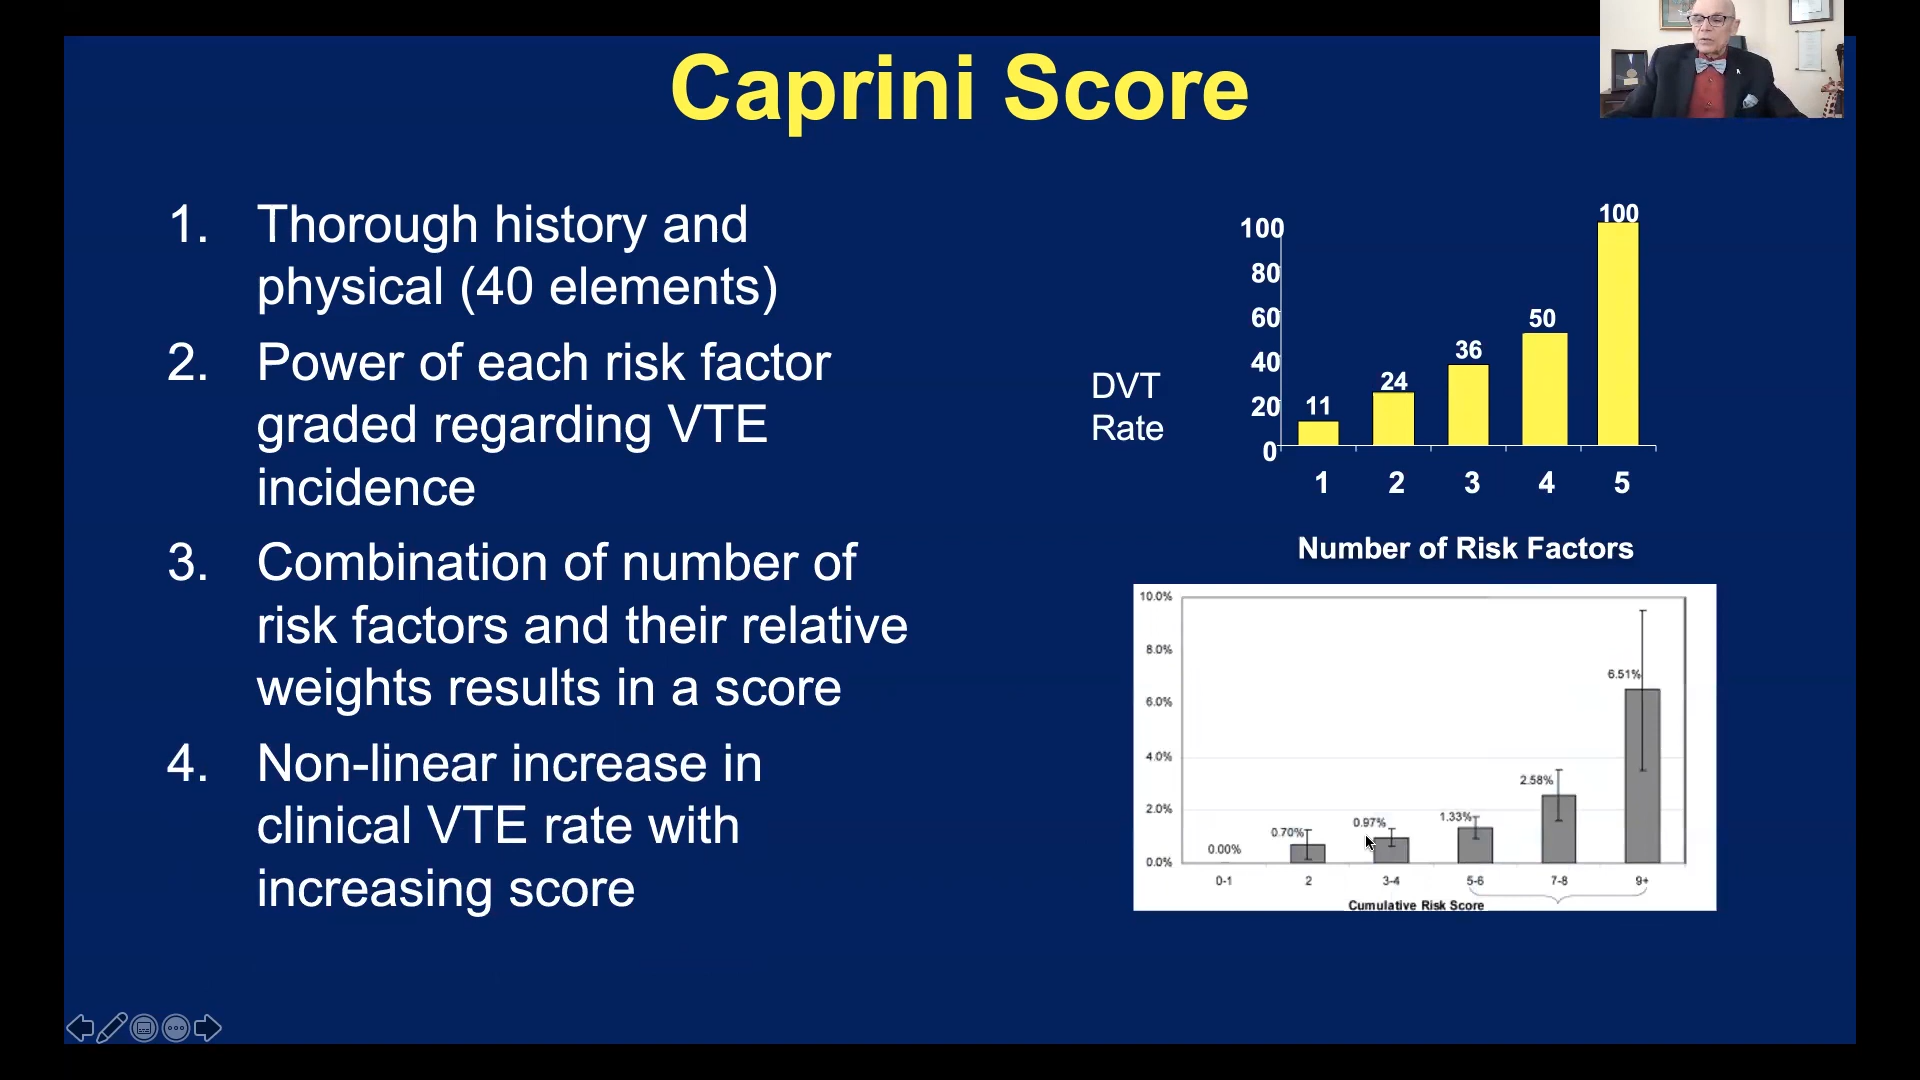 Caprini Score
1. Thorough history and
physical (40 elements)
2. Power of each risk factor
graded regarding VTE
incidence
3. Combination of number of
risk factors and their relative
weights results in a score
4. Non-linear increase in
clinical VTE rate with
increasing score
DVT
Rate
100
80
60
40
20
0
11
24
36
50
100
1 2 3 4 5
Number of Risk Factors
10.0%
8.0%
6.0%
4.0%
2.0%
0.0%
0.00%
0.70%
0.97%
1.33%
2.58%
6.51%
0-1 2 3-4 5-6 7-8 9+
Cumulative Risk Score